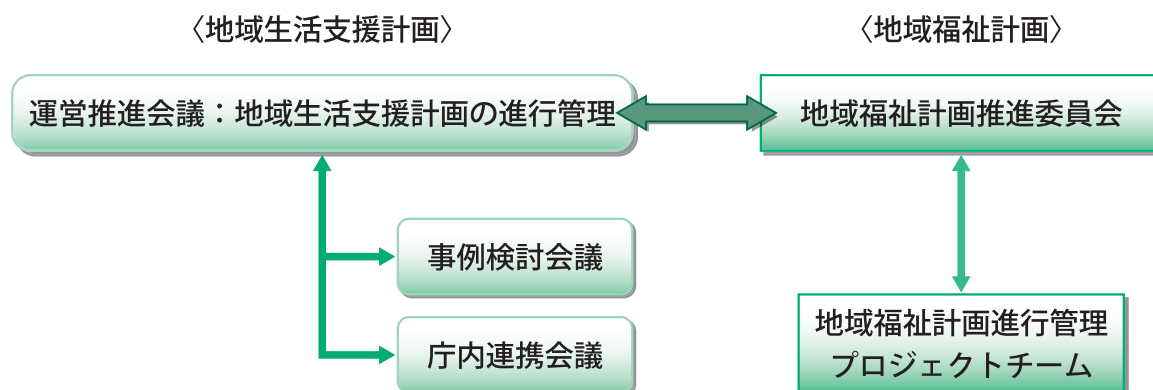 〈地域生活支援計画〉
〈地域福祉計画〉
運営推進会議：地域生活支援計画の進行管理
地域福祉計画推進委員会
事例検討会議
庁内連携会議
地域福祉計画進行管理
プロジェクトチーム